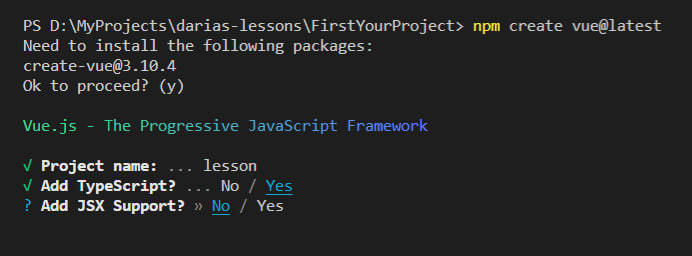 PS D:\MyProjects\darias-lessons\FirstYourProject> npm create vue@latest
Need to install the following packages:
create-vue@3.10.4
Ok to proceed? (y)
Vue.js - The Progressive JavaScript Framework
√ Project name: ... lesson
√ Add TypeScript? ... No / Yes
? Add JSX Support? » No / Yes